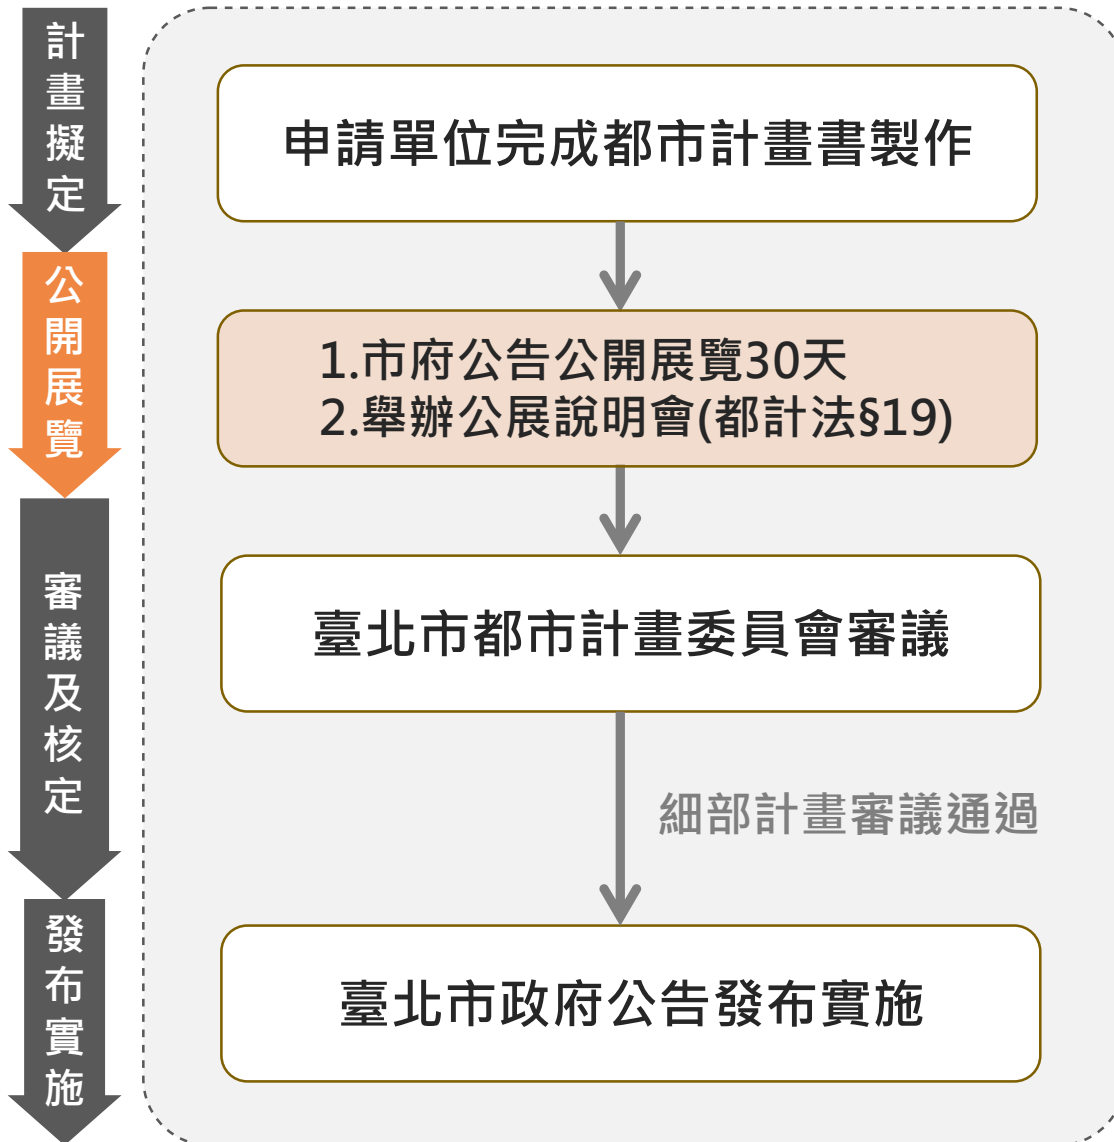 計畫擬定
申請單位完成都市計畫書製作
公開展覽
1.市府公告公開展覽30天
2.舉辦公展說明會(都計法§19)
審議及核定
臺北市都市計畫委員會審議
細部計畫審議通過
發布實施
臺北市政府公告發布實施